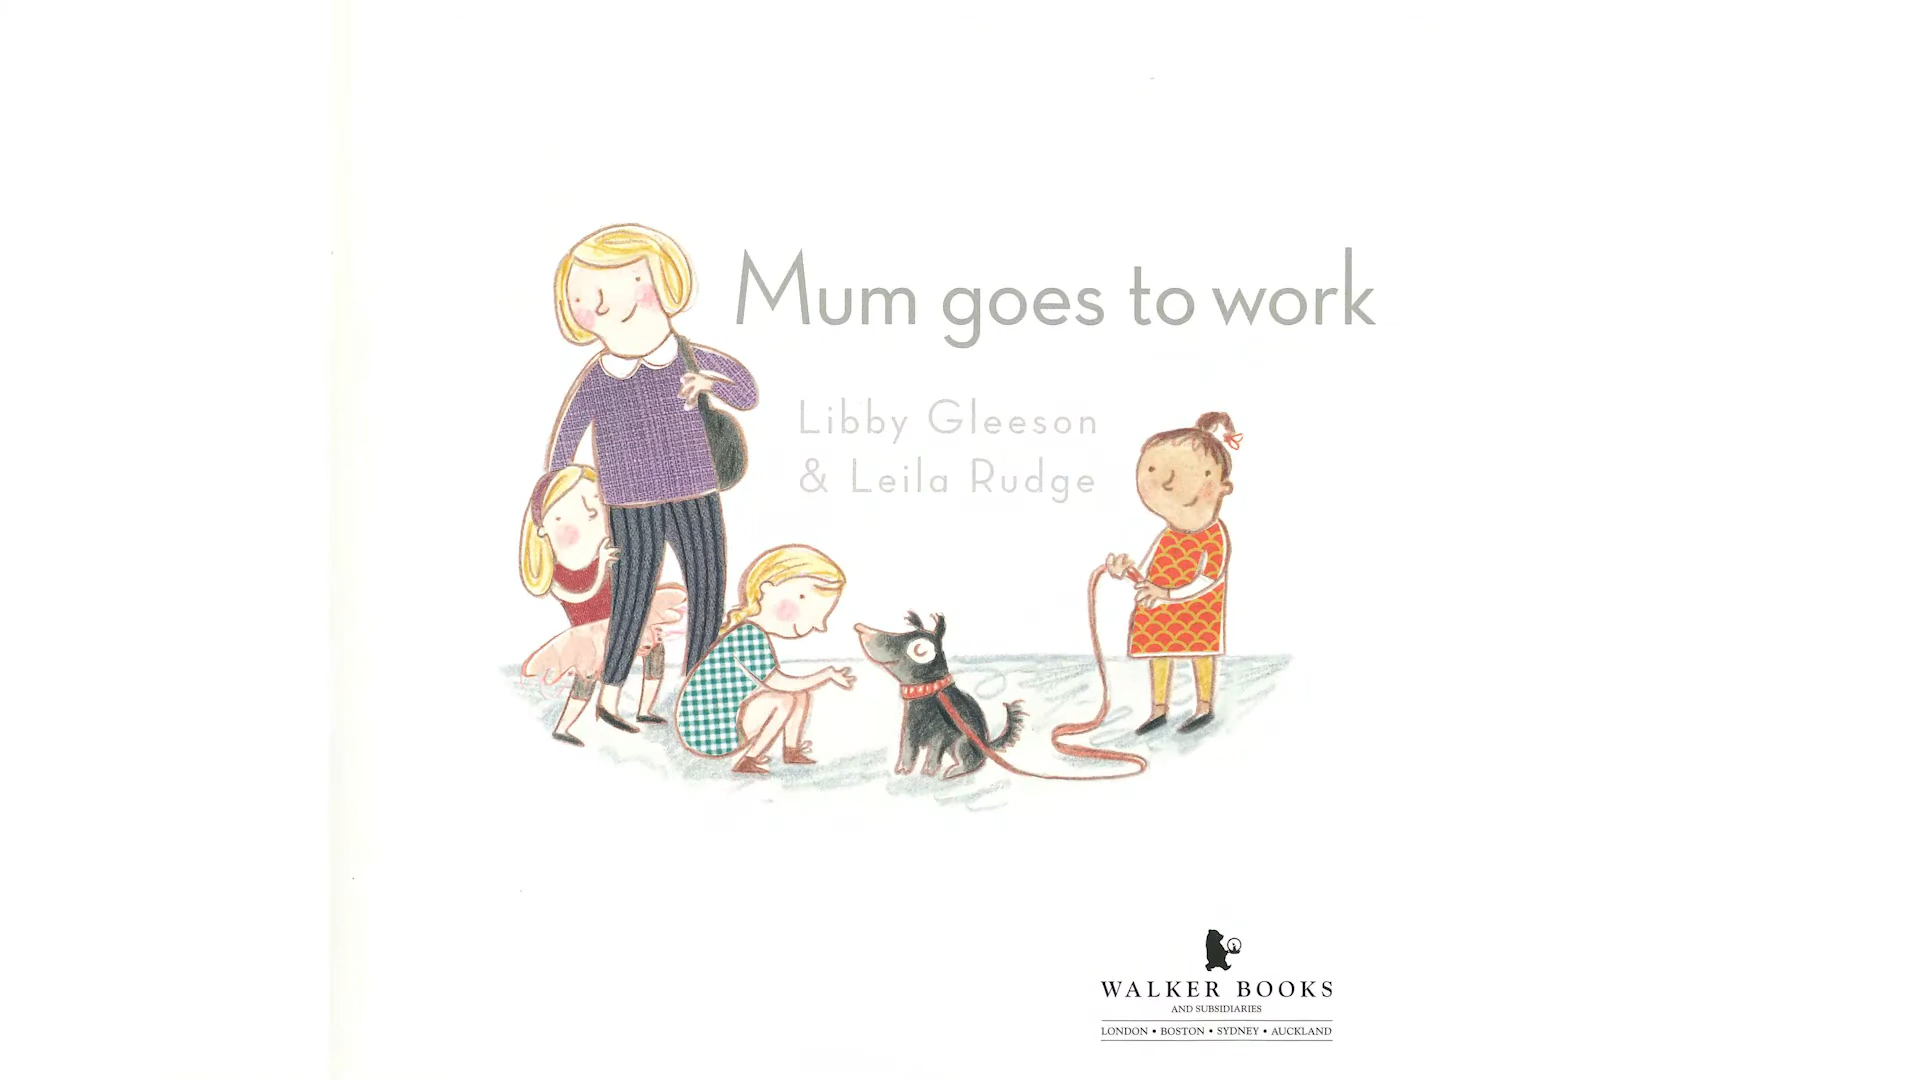 Mum goes to work
Libby Gleeson
& Leila Rudge
WALKER BOOKS
AND SUBSIDIARIES
LONDON • BOSTON • SYDNEY • AUCKLAND